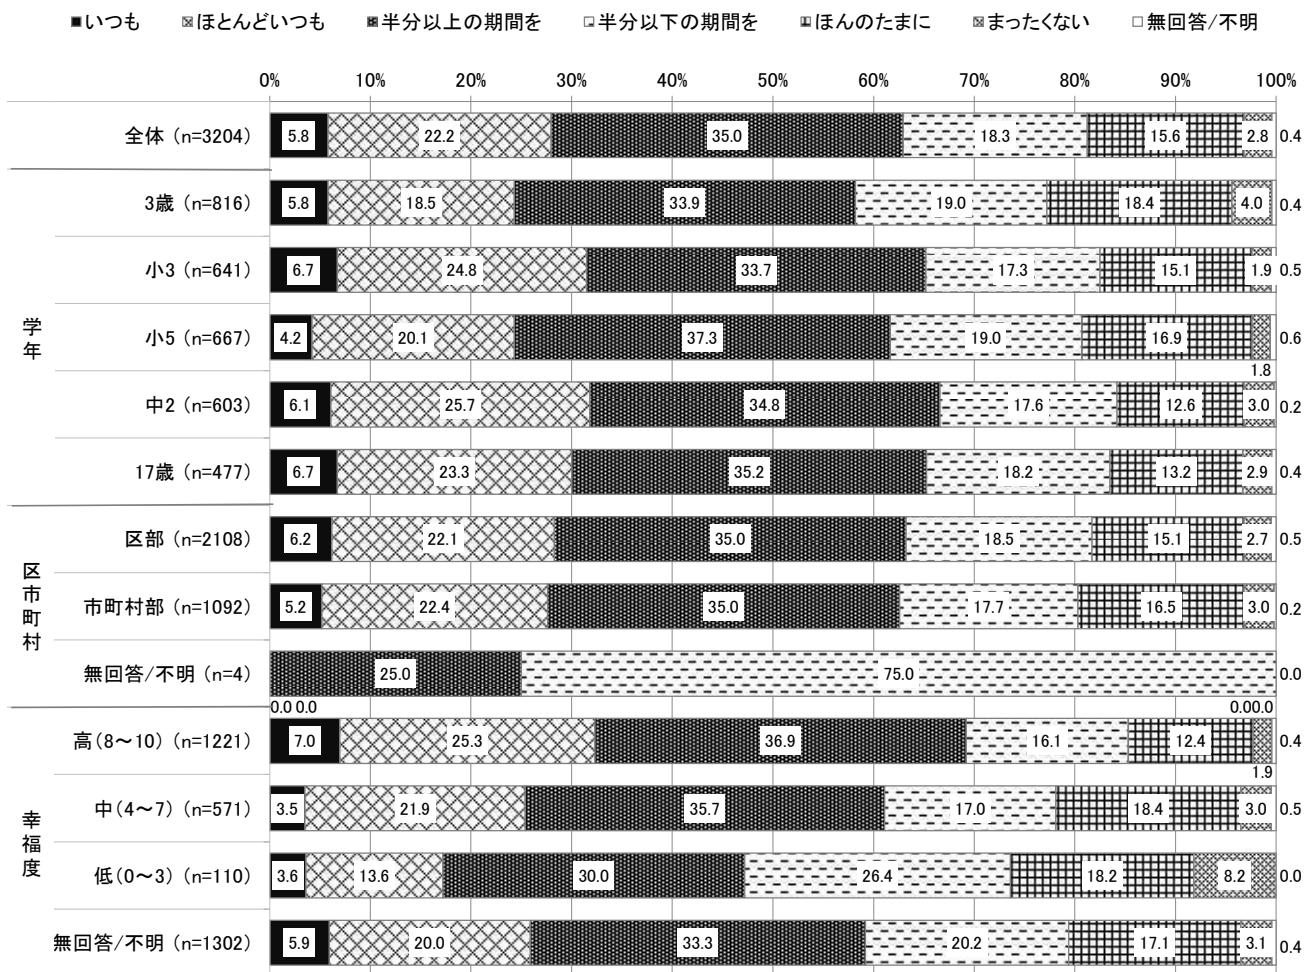 ■いつも ほとんどいつも 半分以上の期間を 半分以下の期間を ほんのたまに まったくない □無回答/不明
0% 10% 20% 30% 40% 50% 60% 70% 80% 90% 100%
全体（n=3204） 5.8 22.2 35.0 18.3 15.6 2.8 0.4
学年
3歳（n=816） 5.8 18.5 33.9 19.0 18.4 4.0 0.4
小3（n=641） 6.7 24.8 33.7 17.3 15.1 1.9 0.5
小5（n=667） 4.2 20.1 37.3 19.0 16.9 0.6
1.8
中2（n=603） 6.1 25.7 34.8 17.6 12.6 3.0 0.2
17歳（n=477） 6.7 23.3 35.2 18.2 13.2 2.9 0.4
区市町村
区部（n=2108） 6.2 22.1 35.0 18.5 15.1 2.7 0.5
市町村部（n=1092） 5.2 22.4 35.0 17.7 16.5 3.0 0.2
無回答/不明（n=4） 25.0 75.0 0.0
0.0 0.0 0.0 0.0
幸福度
高（8～10）（n=1221） 7.0 25.3 36.9 16.1 12.4 0.4
1.9
中（4～7）（n=571） 3.5 21.9 35.7 17.0 18.4 3.0 0.5
低（0～3）（n=110） 3.6 13.6 30.0 26.4 18.2 8.2 0.0
無回答/不明（n=1302） 5.9 20.0 33.3 20.2 17.1 3.1 0.4